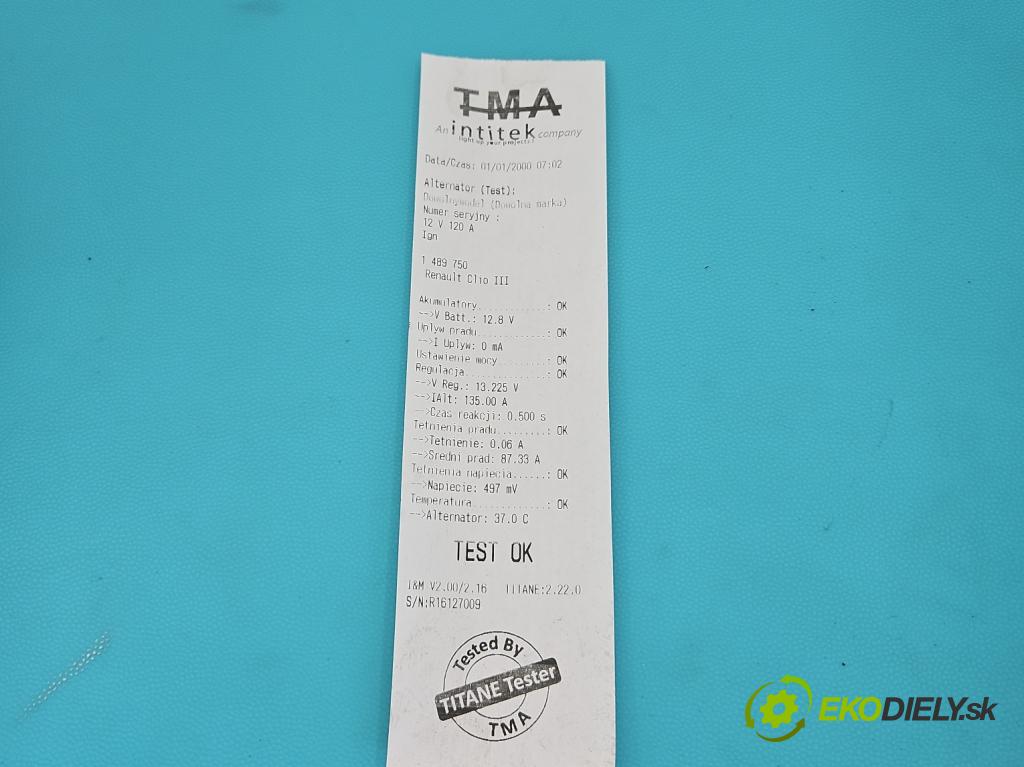 TMA
An intitek company
light up your projects!
Data/Czas: 01/01/2000 07:02
Alternator (Test):
Dowolnymodel (Dowolna marka)
Numer seryjny :
12 V 120 A
Ign
1 489 750
Renault Clio III
Akumulatory..............: OK
-->V Batt.: 12.8 V
Uplyw pradu..............: OK
-->I Uplyw: 0 mA
Ustawienie mocy..........: OK
Regulacja................: OK
-->V Reg.: 13.225 V
-->IAlt: 135.00 A
-->Czas reakcji: 0.500 s
Tetnienia pradu.........: OK
-->Tetnienie: 0.06 A
-->Sredni prad: 87.33 A
Tetnienia napiecia......: OK
-->Napiecie: 497 mV
Temperatura..............: OK
-->Alternator: 37.0 C
TEST OK
I&M V2.00/2.16 TITANE:2.22.0
S/N:R16127009
Tested By
TITANE Tester
TMA
EKODIELY.sk